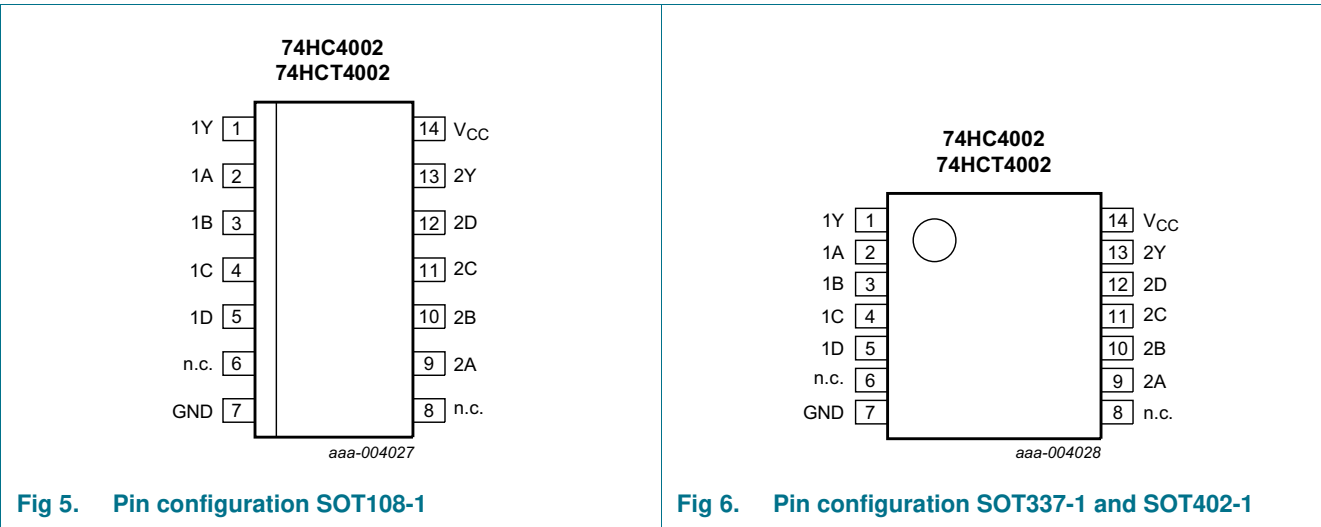 74HC4002
74HCT4002
1Y 1 14 VCC
1A 2 13 2Y
1B 3 12 2D
1C 4 11 2C
1D 5 10 2B
n.c. 6 9 2A
GND 7 8 n.c.
aaa-004027
Fig 5. Pin configuration SOT108-1
74HC4002
74HCT4002
1Y 1 14 VCC
1A 2 13 2Y
1B 3 12 2D
1C 4 11 2C
1D 5 10 2B
n.c. 6 9 2A
GND 7 8 n.c.
aaa-004028
Fig 6. Pin configuration SOT337-1 and SOT402-1